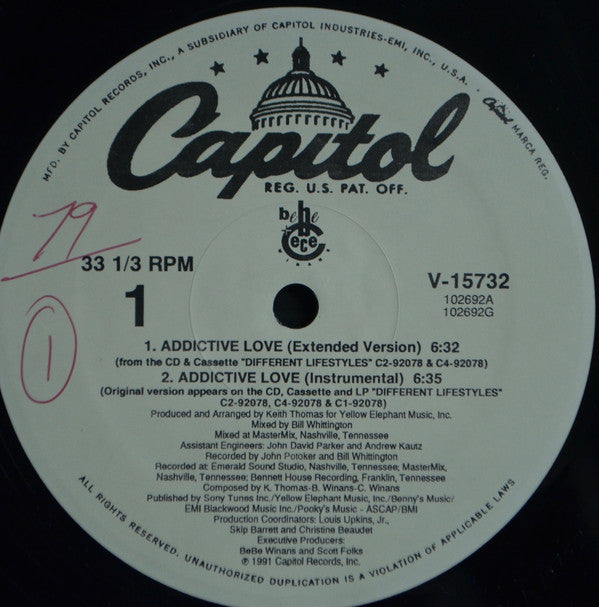 MFD. BY CAPITOL RECORDS, INC., A SUBSIDIARY OF CAPITOL INDUSTRIES-EMI, INC., U.S.A. · Capitol MARCA REG.
Capitol
REG. U.S. PAT. OFF.
bebe
cece
WINANS
79
33 1/3 RPM
V-15732
1
102692A
102692G
1
1. ADDICTIVE LOVE (Extended Version) 6:32
(from the CD & Cassette "DIFFERENT LIFESTYLES" C2-92078 & C4-92078)
2. ADDICTIVE LOVE (Instrumental) 6:35
(Original version appears on the CD, Cassette and LP "DIFFERENT LIFESTYLES"
C2-92078, C4-92078 & C1-92078)
Produced and Arranged by Keith Thomas for Yellow Elephant Music, Inc.
Mixed by Bill Whittington
Mixed at MasterMix, Nashville, Tennessee
Assistant Engineers: John David Parker and Andrew Kautz
Recorded by John Potoker and Bill Whittington
Recorded at: Emerald Sound Studio, Nashville, Tennessee; MasterMix,
Nashville, Tennessee; Bennett House Recording, Franklin, Tennessee
Composed by K. Thomas-B. Winans-C. Winans
Published by Sony Tunes Inc./Yellow Elephant Music Inc./Benny's Music/
EMI Blackwood Music Inc./Pooky's Music - ASCAP/BMI
Production Coordinators: Louis Upkins, Jr.,
Skip Barrett and Christine Beaudet
Executive Producers:
BeBe Winans and Scott Folks
℗ 1991 Capitol Records, Inc.
ALL RIGHTS RESERVED. UNAUTHORIZED DUPLICATION IS A VIOLATION OF APPLICABLE LAWS